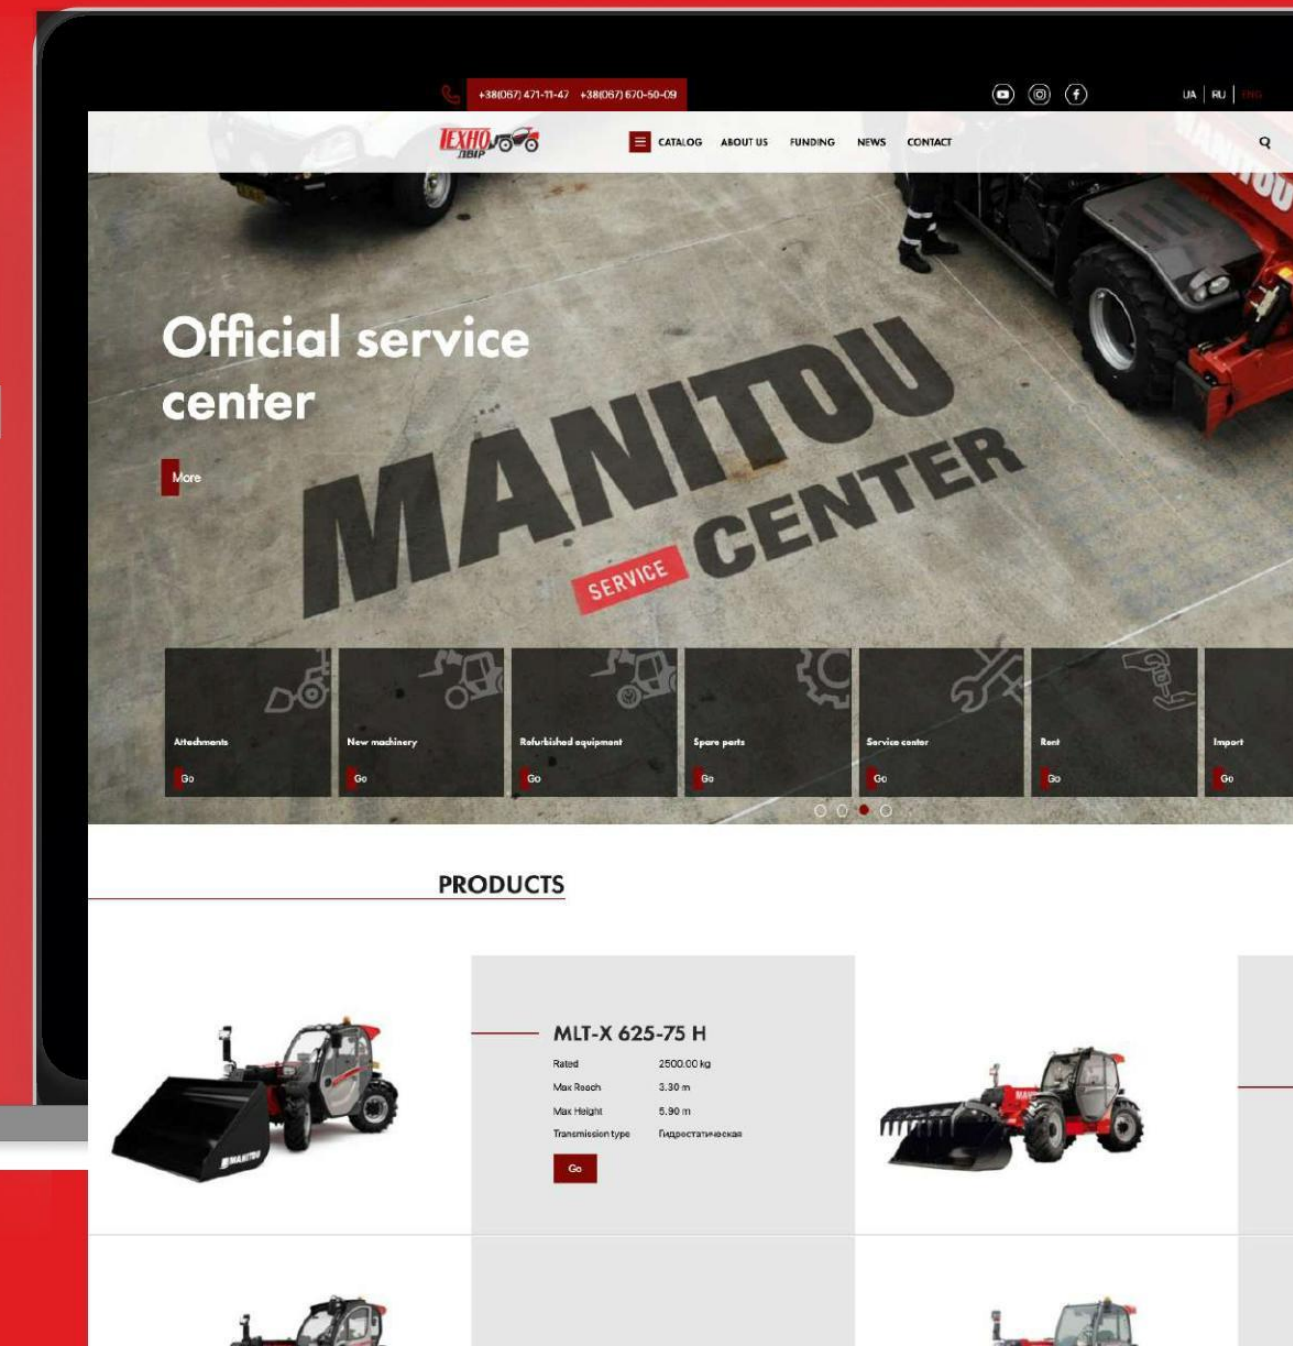 +38(067) 471-11-47 +38(067) 670-50-09
UA | RU | ENG
ТЕХНО
ДВІР
CATALOG ABOUT US FUNDING NEWS CONTACT
MANITOU
Official service
center
More
MANITOU
SERVICE CENTER
Attachments
New machinery
Refurbished equipment
Spare parts
Service center
Rent
Import
Go Go Go Go Go Go Go
PRODUCTS
MLT-X 625-75 H
Rated 2500.00 kg
Max Reach 3.30 m
Max Height 5.90 m
Transmission type Гидростатическая
Go
MANITOU